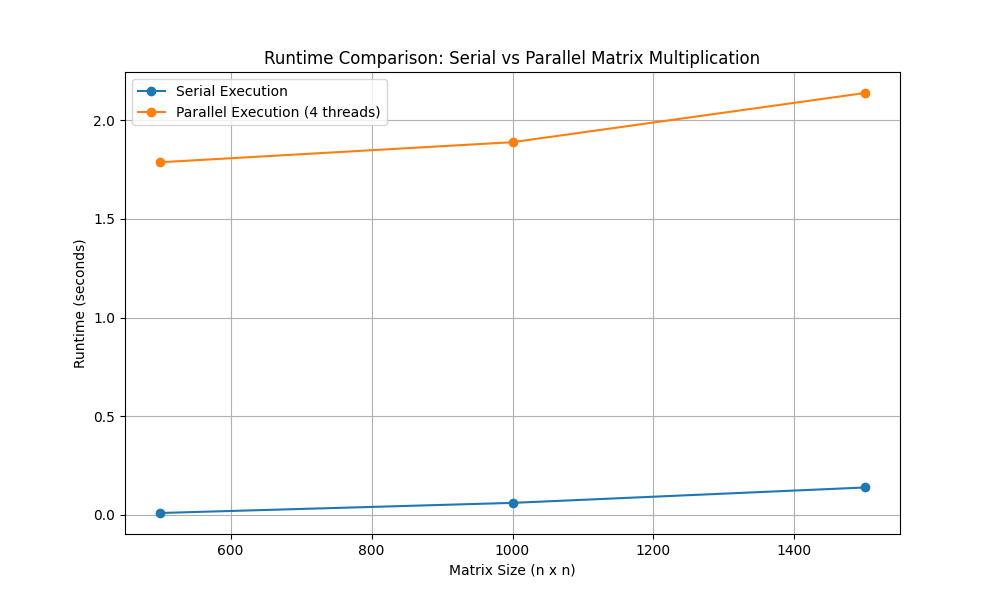 Runtime Comparison: Serial vs Parallel Matrix Multiplication
Serial Execution
Parallel Execution (4 threads)
2.0
1.5
1.0
0.5
0.0
Runtime (seconds)
600 800 1000 1200 1400
Matrix Size (n x n)